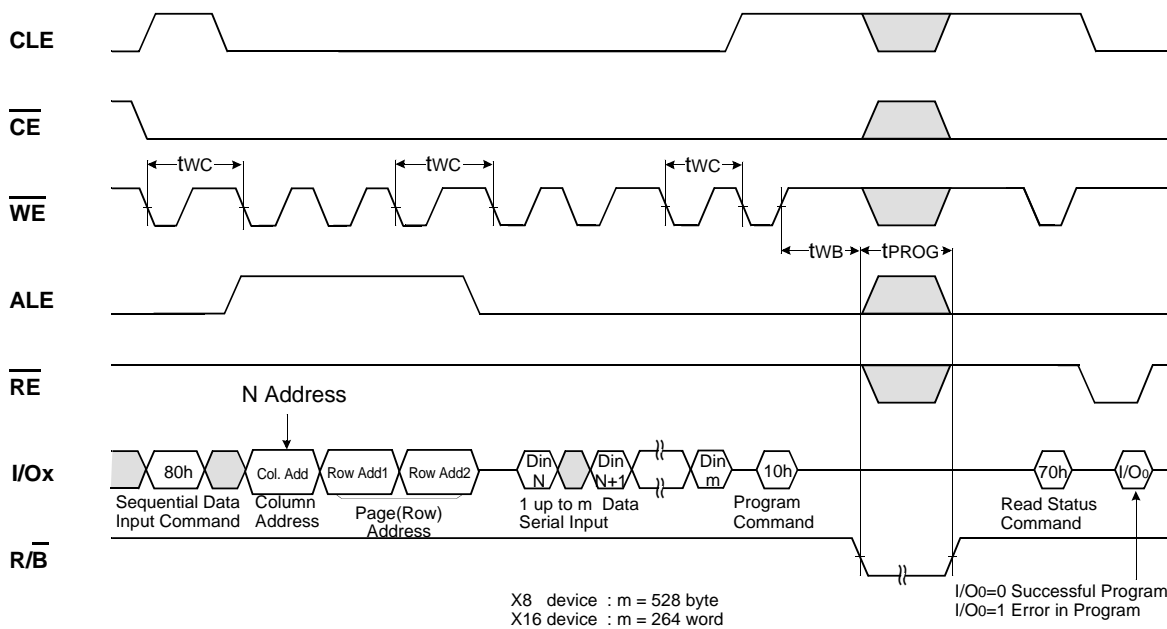 CLE
CE
tWC
tWC
tWC
WE
tWB
tPROG
ALE
RE
N Address
I/Ox
80h
Col. Add
Row Add1
Row Add2
Din N
Din N+1
Din m
10h
70h
I/O0
Sequential Data
Input Command
Column
Address
Page(Row)
Address
1 up to m Data
Serial Input
Program
Command
Read Status
Command
R/B
I/O0=0 Successful Program
I/O0=1 Error in Program
X8 device : m = 528 byte
X16 device : m = 264 word